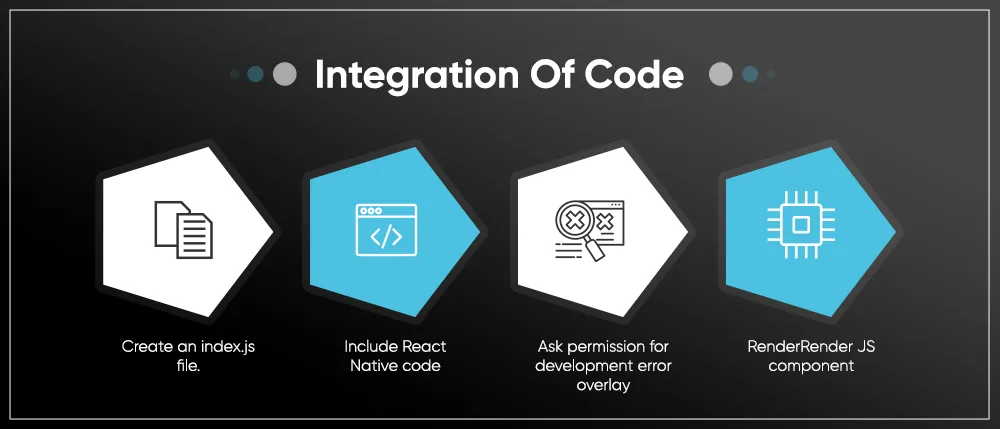 Integration Of Code
Create an index.js
file.
Include React
Native code
Ask permission for
development error
overlay
RenderRender JS
component